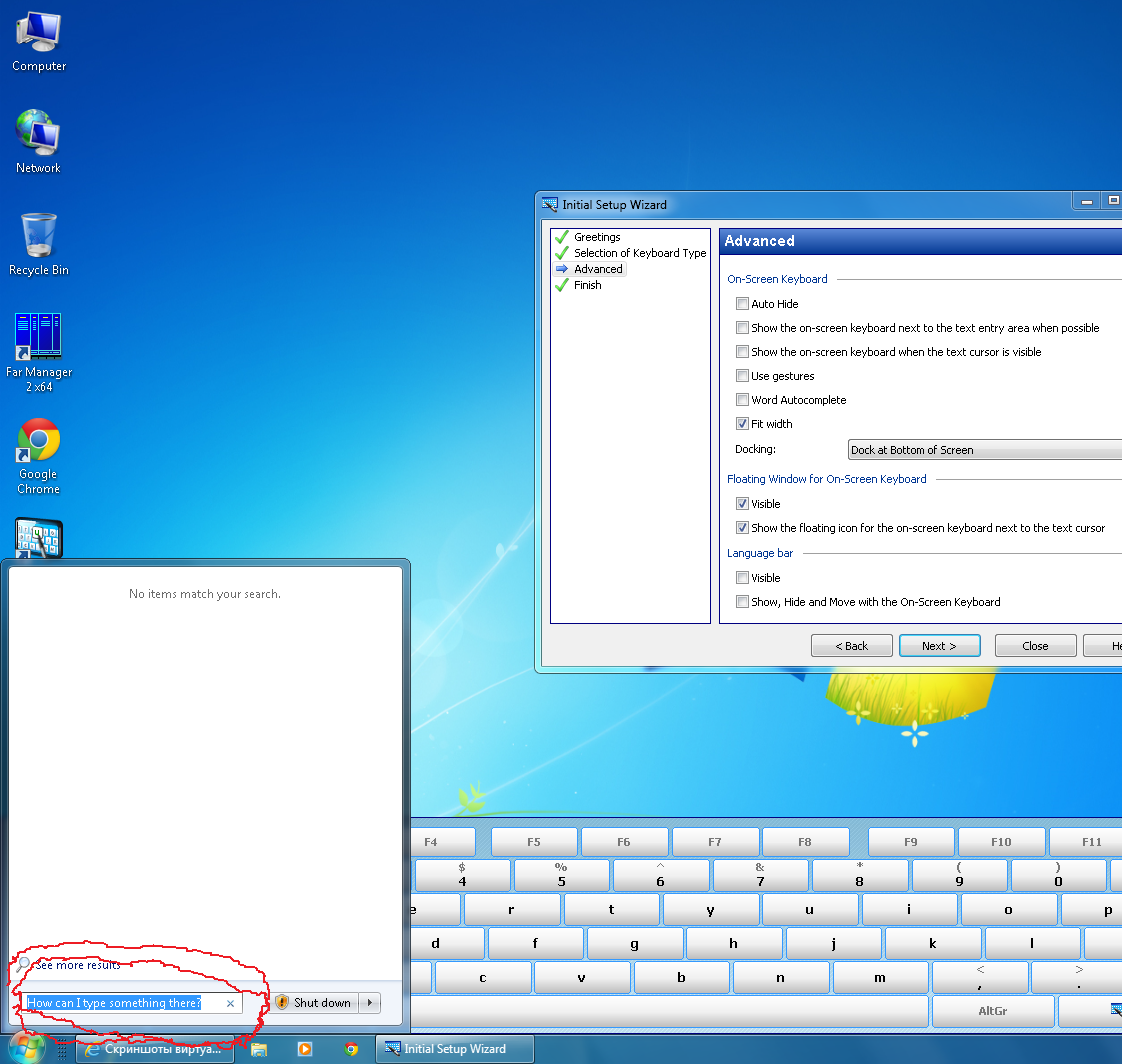 Computer
Network
Recycle Bin
Far Manager
2 x64
Google
Chrome
Initial Setup Wizard
Greetings
Selection of Keyboard Type
Advanced
Finish
Advanced
On-Screen Keyboard
Auto Hide
Show the on-screen keyboard next to the text entry area when possible
Show the on-screen keyboard when the text cursor is visible
Use gestures
Word Autocomplete
Fit width
Docking:
Dock at Bottom of Screen
Floating Window for On-Screen Keyboard
Visible
Show the floating icon for the on-screen keyboard next to the text cursor
Language bar
Visible
Show, Hide and Move with the On-Screen Keyboard
< Back
Next >
Close
He
No items match your search.
See more results
How can I type something there?
Shut down
F4 F5 F6 F7 F8 F9 F10 F11
$ % ^ & * ( )
4 5 6 7 8 9 0
e r t y u i o p
d f g h j k l
c v b n m < , > .
AltGr
Скриншоты виртуа...
Initial Setup Wizard